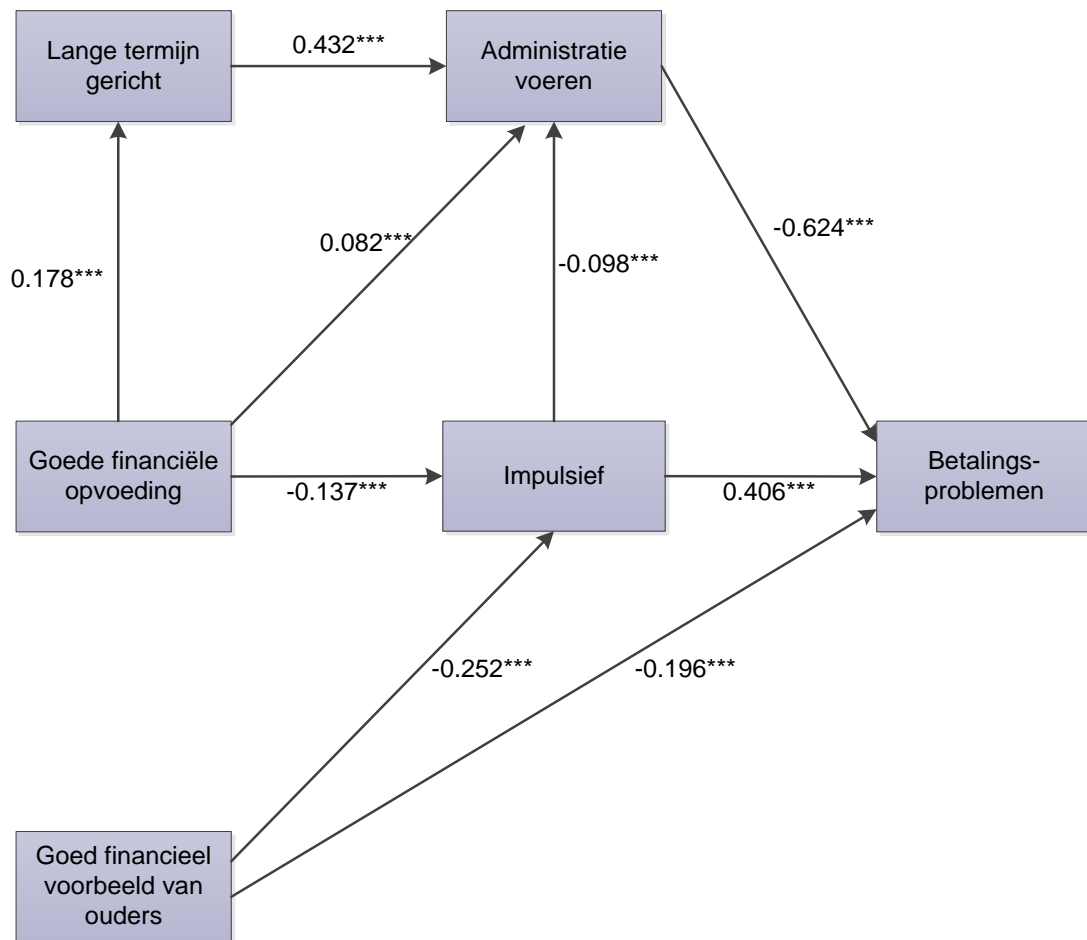 Lange termijn
gericht
0.432***
Administratie
voeren
0.178***
0.082***
-0.098***
-0.624***
Goede financiële
opvoeding
-0.137***
Impulsief
0.406***
Betalings-
problemen
-0.252***
-0.196***
Goed financieel
voorbeeld van
ouders